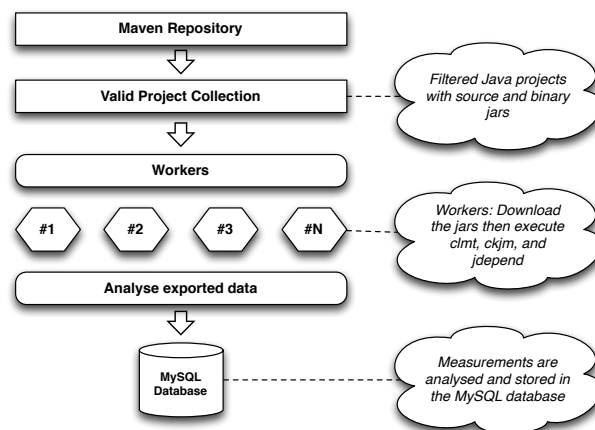 Maven Repository
Valid Project Collection
Filtered Java projects
with source and binary
jars
Workers
#1
#2
#3
#N
Workers: Download
the jars then execute
clmt, ckjm, and
jdepend
Analyse exported data
MySQL
Database
Measurements are
analysed and stored in
the MySQL database